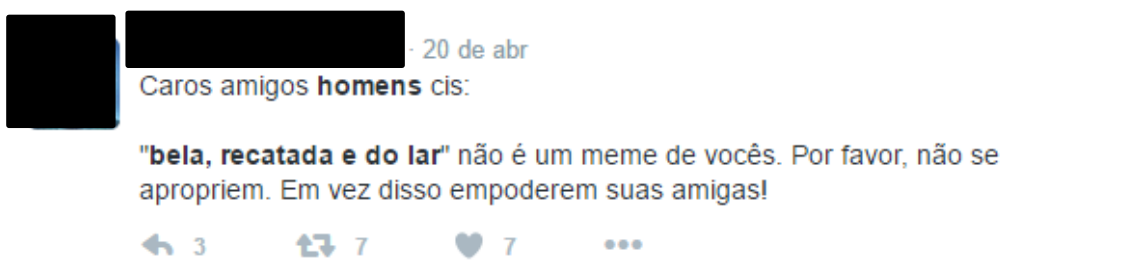 · 20 de abr
Caros amigos homens cis:
"bela, recatada e do lar" não é um meme de vocês. Por favor, não se
apropriem. Em vez disso empoderem suas amigas!
3 7 7